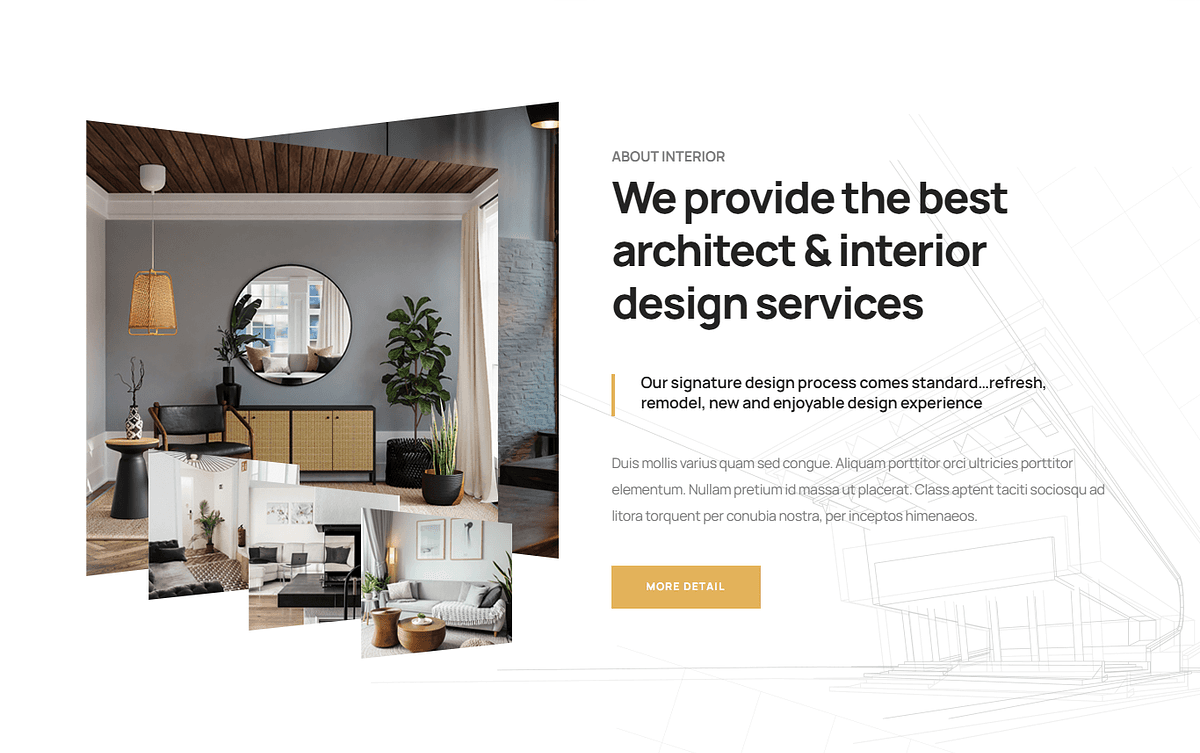 ABOUT INTERIOR
We provide the best
architect & interior
design services
Our signature design process comes standard...refresh,
remodel, new and enjoyable design experience
Duis mollis varius quam sed congue. Aliquam porttitor orci ultricies porttitor
elementum. Nullam pretium id massa ut placerat. Class aptent taciti sociosqu ad
litora torquent per conubia nostra, per inceptos himenaeos.
MORE DETAIL